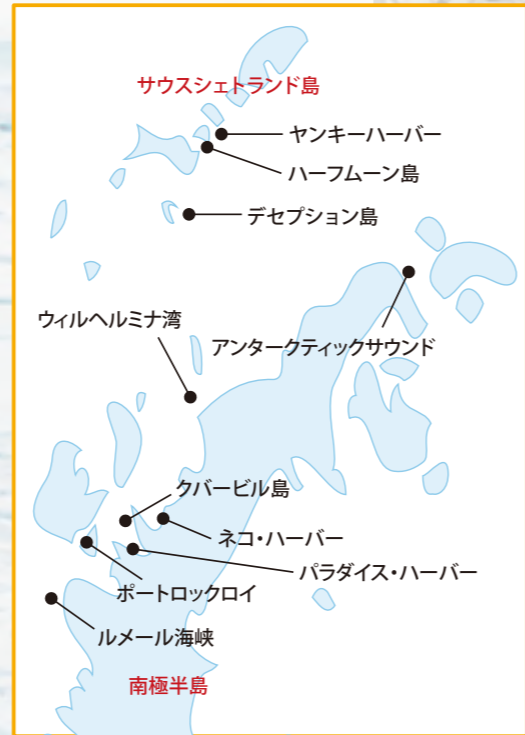 サウスシェトランド島
ヤンキーハーバー
ハーフムーン島
デセプション島
ウィルヘルミナ湾
アンタークティックサウンド
クバービル島
ネコ・ハーバー
パラダイス・ハーバー
ポートロックロイ
ルメール海峡
南極半島